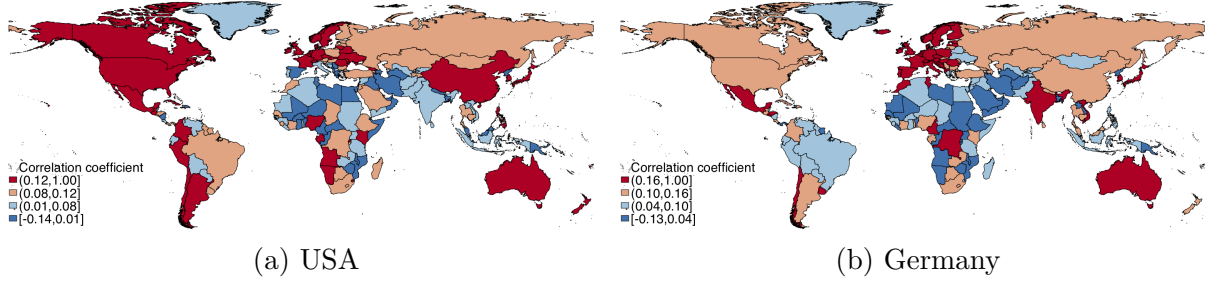 Correlation coefficient
(0.12,1.00]
(0.08,0.12]
(0.01,0.08]
[-0.14,0.01]
(a) USA
Correlation coefficient
(0.16,1.00]
(0.10,0.16]
(0.04,0.10]
[-0.13,0.04]
(b) Germany